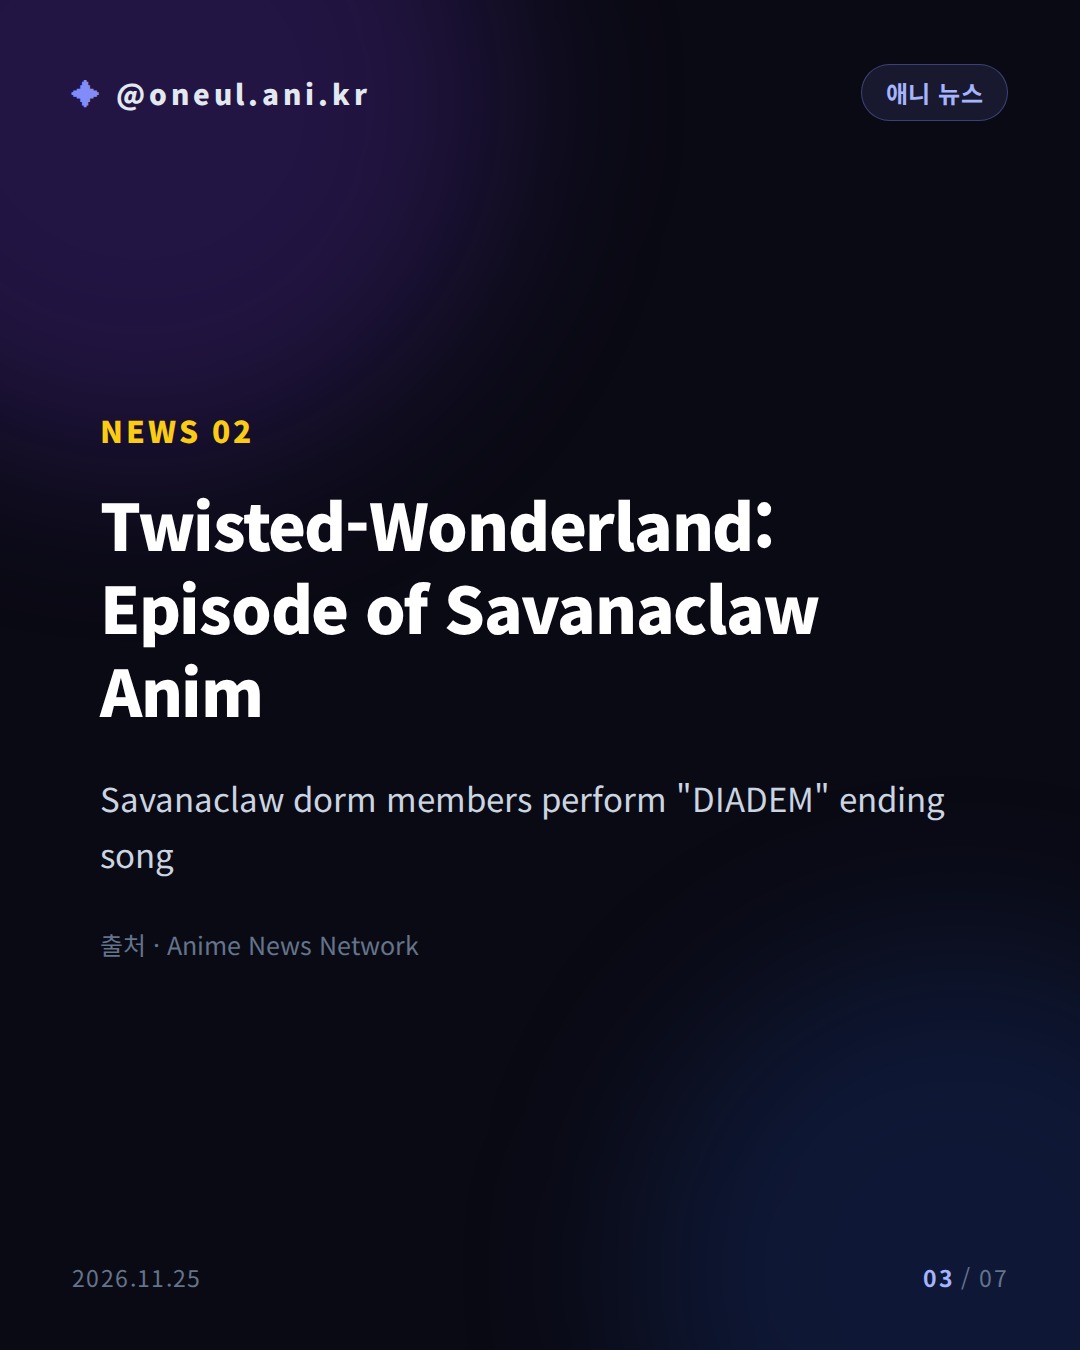 @oneul.ani.kr
애니 뉴스
NEWS 02
Twisted-Wonderland:
Episode of Savanaclaw
Anim
Savanaclaw dorm members perform "DIADEM" ending
song
출처 · Anime News Network
2026.11.25
03 / 07